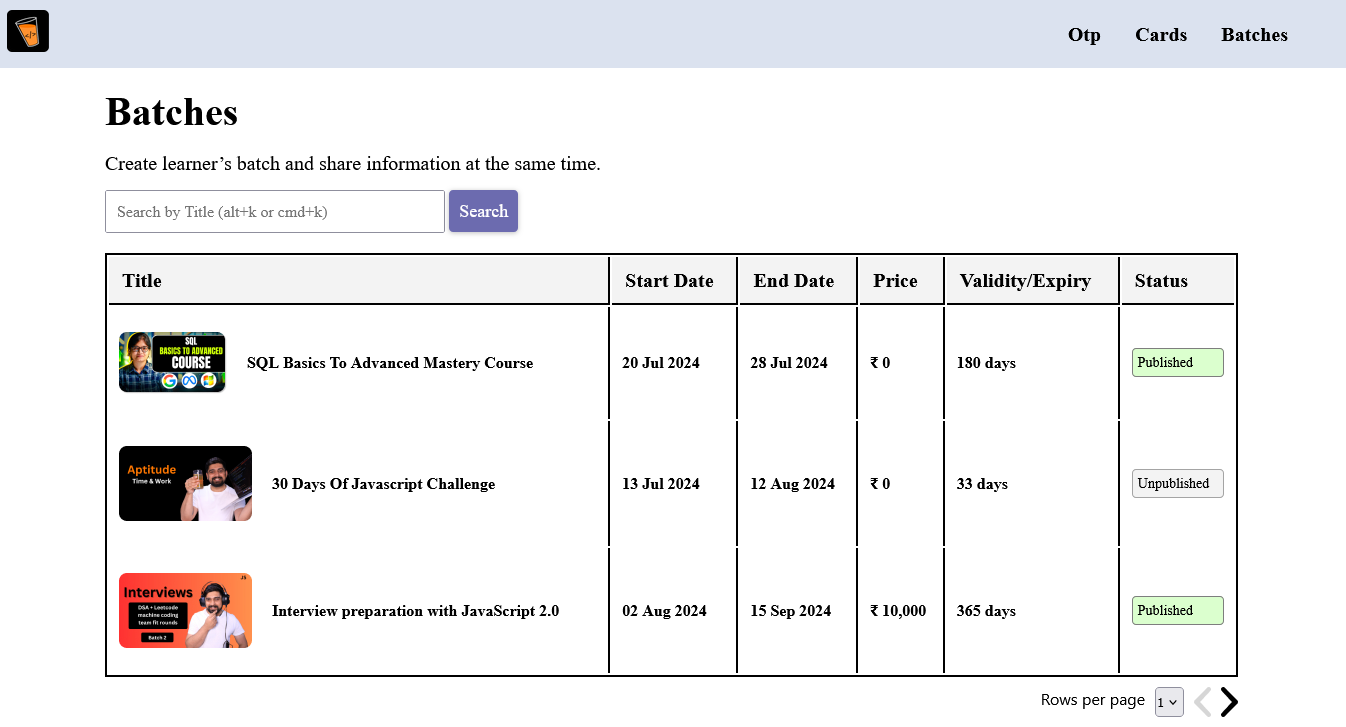 </>
Otp Cards Batches
Batches
Create learner’s batch and share information at the same time.
Search by Title (alt+k or cmd+k) Search
Title Start Date End Date Price Validity/Expiry Status
SQL
BASICS TO ADVANCED
COURSE
G
SQL Basics To Advanced Mastery Course 20 Jul 2024 28 Jul 2024 ₹ 0 180 days Published
Aptitude
Time & Work
30 Days Of Javascript Challenge 13 Jul 2024 12 Aug 2024 ₹ 0 33 days Unpublished
JS
Interviews
DSA + Leetcode
machine coding
team fit rounds
Batch 2
Interview preparation with JavaScript 2.0 02 Aug 2024 15 Sep 2024 ₹ 10,000 365 days Published
Rows per page 1